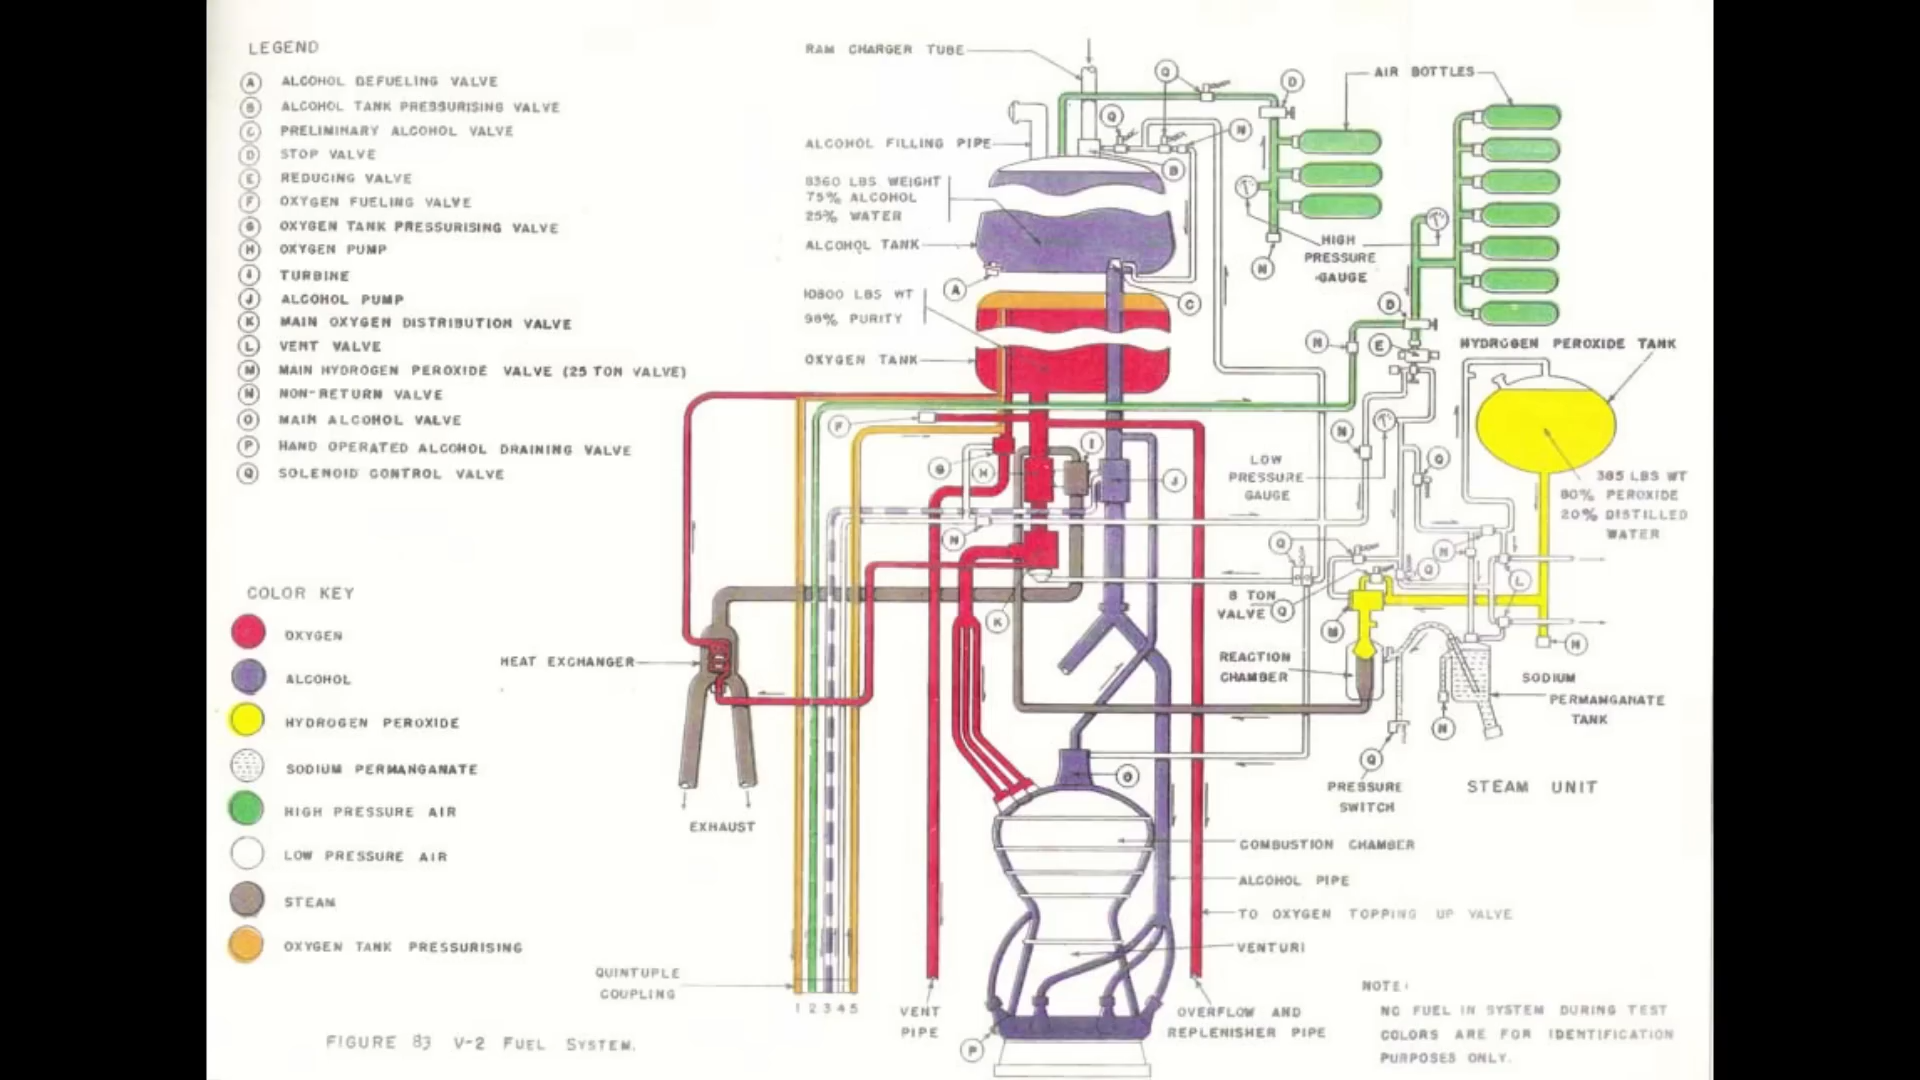 LEGEND
A ALCOHOL DEFUELING VALVE
B ALCOHOL TANK PRESSURISING VALVE
C PRELIMINARY ALCOHOL VALVE
D STOP VALVE
E REDUCING VALVE
F OXYGEN FUELING VALVE
G OXYGEN TANK PRESSURISING VALVE
H OXYGEN PUMP
I TURBINE
J ALCOHOL PUMP
K MAIN OXYGEN DISTRIBUTION VALVE
L VENT VALVE
M MAIN HYDROGEN PEROXIDE VALVE (25 TON VALVE)
N NON-RETURN VALVE
O MAIN ALCOHOL VALVE
P HAND OPERATED ALCOHOL DRAINING VALVE
Q SOLENOID CONTROL VALVE
COLOR KEY
OXYGEN
ALCOHOL
HYDROGEN PEROXIDE
SODIUM PERMANGANATE
HIGH PRESSURE AIR
LOW PRESSURE AIR
STEAM
OXYGEN TANK PRESSURISING
FIGURE 83 V-2 FUEL SYSTEM.
RAM CHARGER TUBE
ALCOHOL FILLING PIPE
8360 LBS WEIGHT
75% ALCOHOL
25% WATER
ALCOHOL TANK
10800 LBS WT
98% PURITY
OXYGEN TANK
HEAT EXCHANGER
EXHAUST
QUINTUPLE
COUPLING
1 2 3 4 5
VENT
PIPE
AIR BOTTLES
HIGH
PRESSURE
GAUGE
HYDROGEN PEROXIDE TANK
385 LBS WT
80% PEROXIDE
20% DISTILLED
WATER
LOW
PRESSURE
GAUGE
8 TON
VALVE
REACTION
CHAMBER
SODIUM
PERMANGANATE
TANK
PRESSURE
SWITCH
STEAM UNIT
COMBUSTION CHAMBER
ALCOHOL PIPE
TO OXYGEN TOPPING UP VALVE
VENTURI
OVERFLOW AND
REPLENISHER PIPE
NOTE:
NO FUEL IN SYSTEM DURING TEST
COLORS ARE FOR IDENTIFICATION
PURPOSES ONLY.
Q
D
Q
N
B
T
N
A
C
T
D
N
E
F
I
T
N
Q
G
H
J
N
Q
N
Q
L
Q
K
M
N
N
O
Q
P